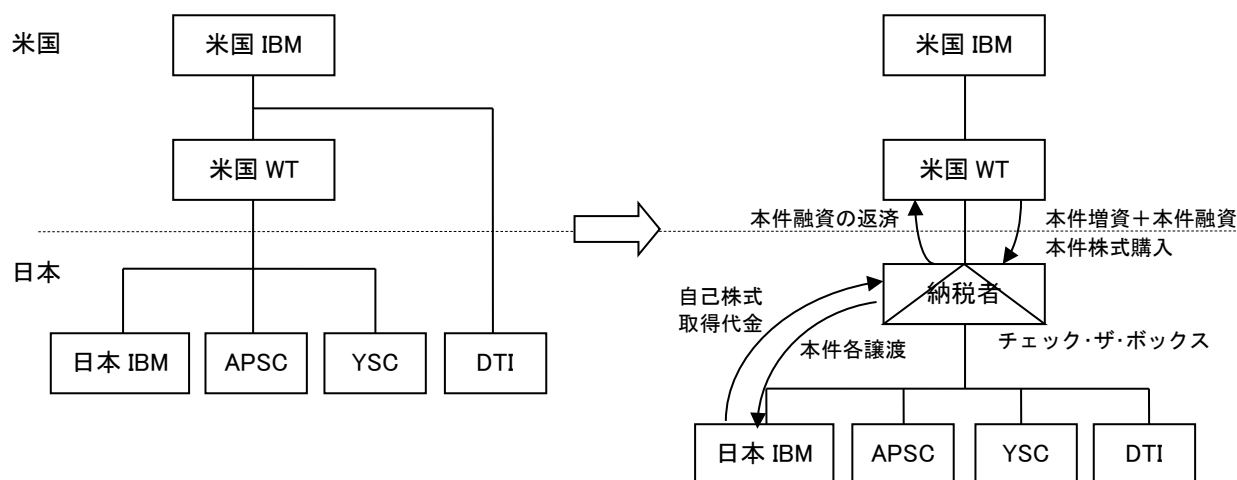 米国
米国 IBM
米国 WT
日本
日本 IBM
APSC
YSC
DTI
米国 IBM
米国 WT
本件融資の返済
本件増資＋本件融資
本件株式購入
納税者
自己株式
取得代金
本件各譲渡
チェック･ザ･ボックス
日本 IBM
APSC
YSC
DTI